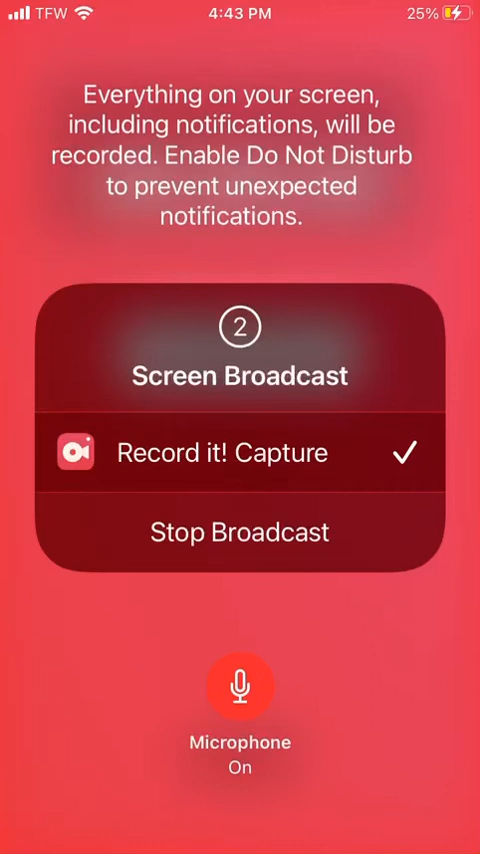 TFW 4:43 PM 25%
Everything on your screen,
including notifications, will be
recorded. Enable Do Not Disturb
to prevent unexpected
notifications.
2
Screen Broadcast
Record it! Capture
Stop Broadcast
Microphone
On